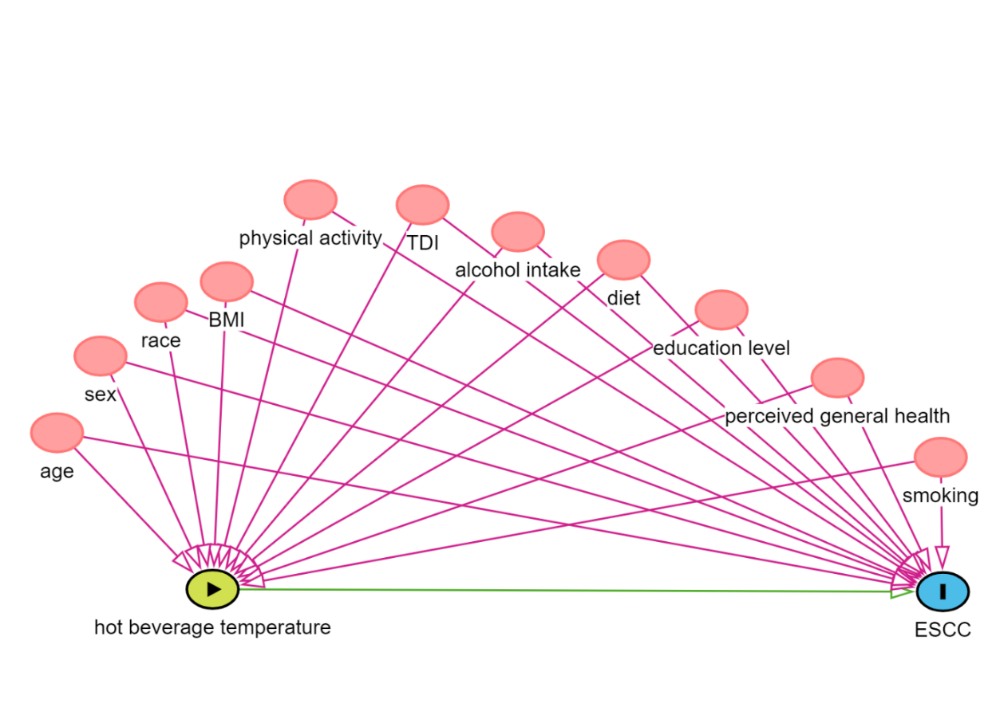 physical activity
TDI
alcohol intake
diet
BMI
race
education level
sex
perceived general health
age
smoking
hot beverage temperature
ESCC